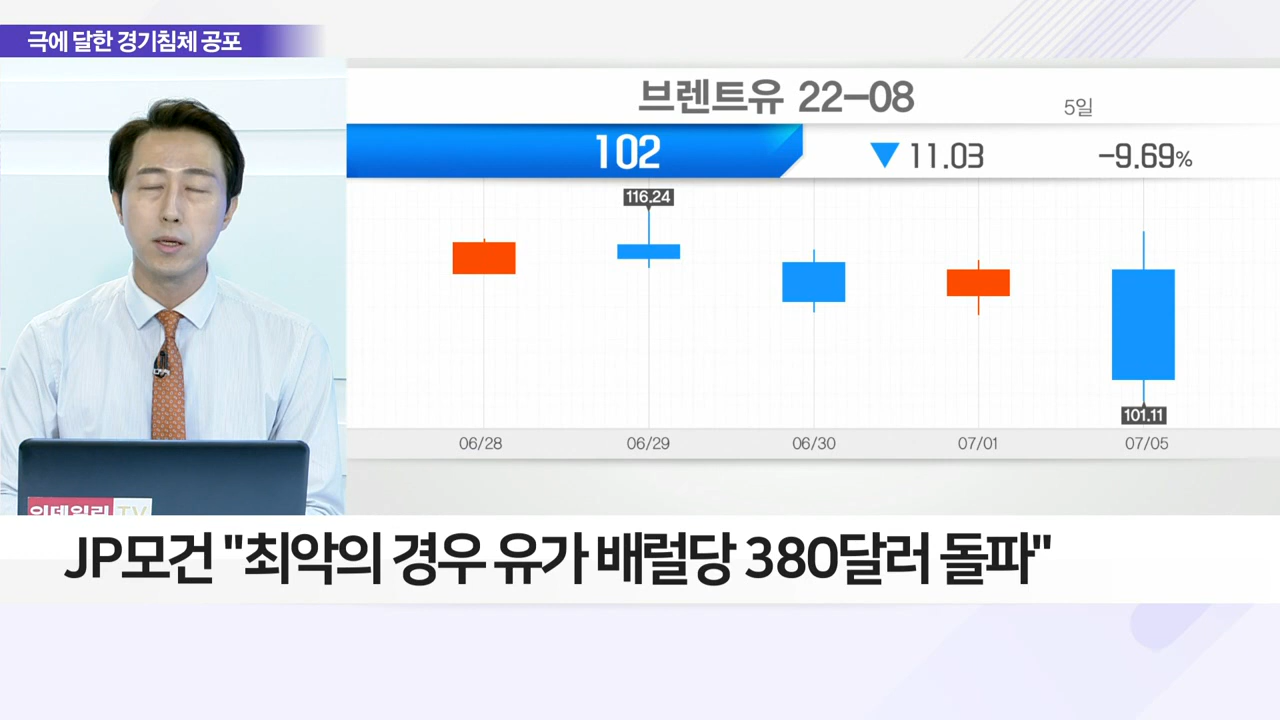 극에 달한 경기침체 공포
브렌트유 22-08
5일
102
▼ 11.03
-9.69%
116.24
101.11
06/28
06/29
06/30
07/01
07/05
TV
JP모건 "최악의 경우 유가 배럴당 380달러 돌파"